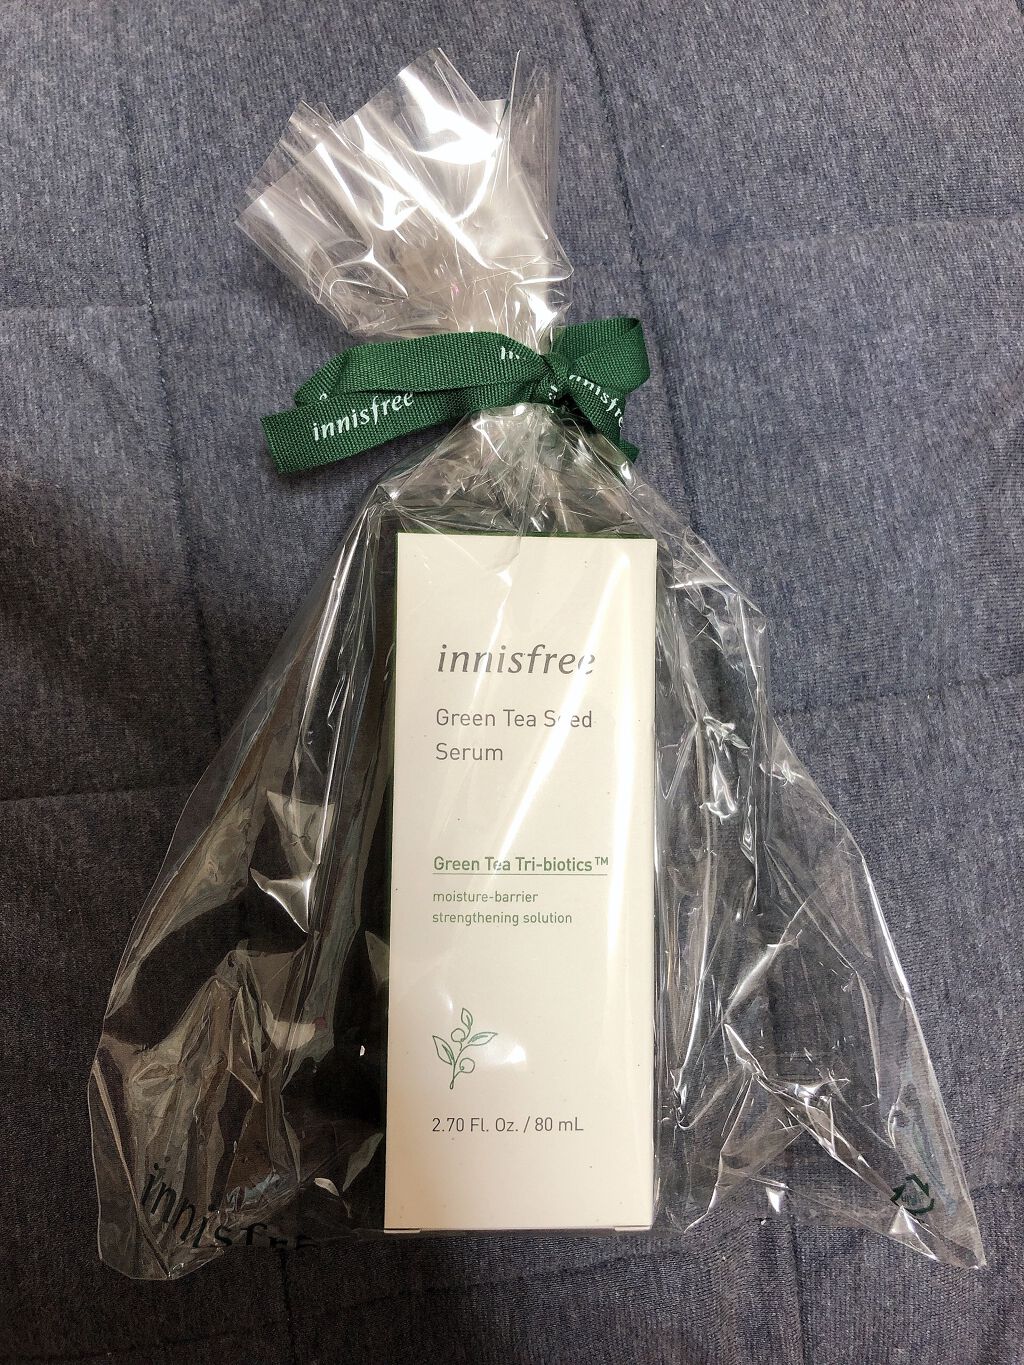 innisfree
innisfree
innisfree
Green Tea Seed
Serum
Green Tea Tri-biotics™
moisture-barrier
strengthening solution
2.70 Fl. Oz. / 80 mL
innisfree